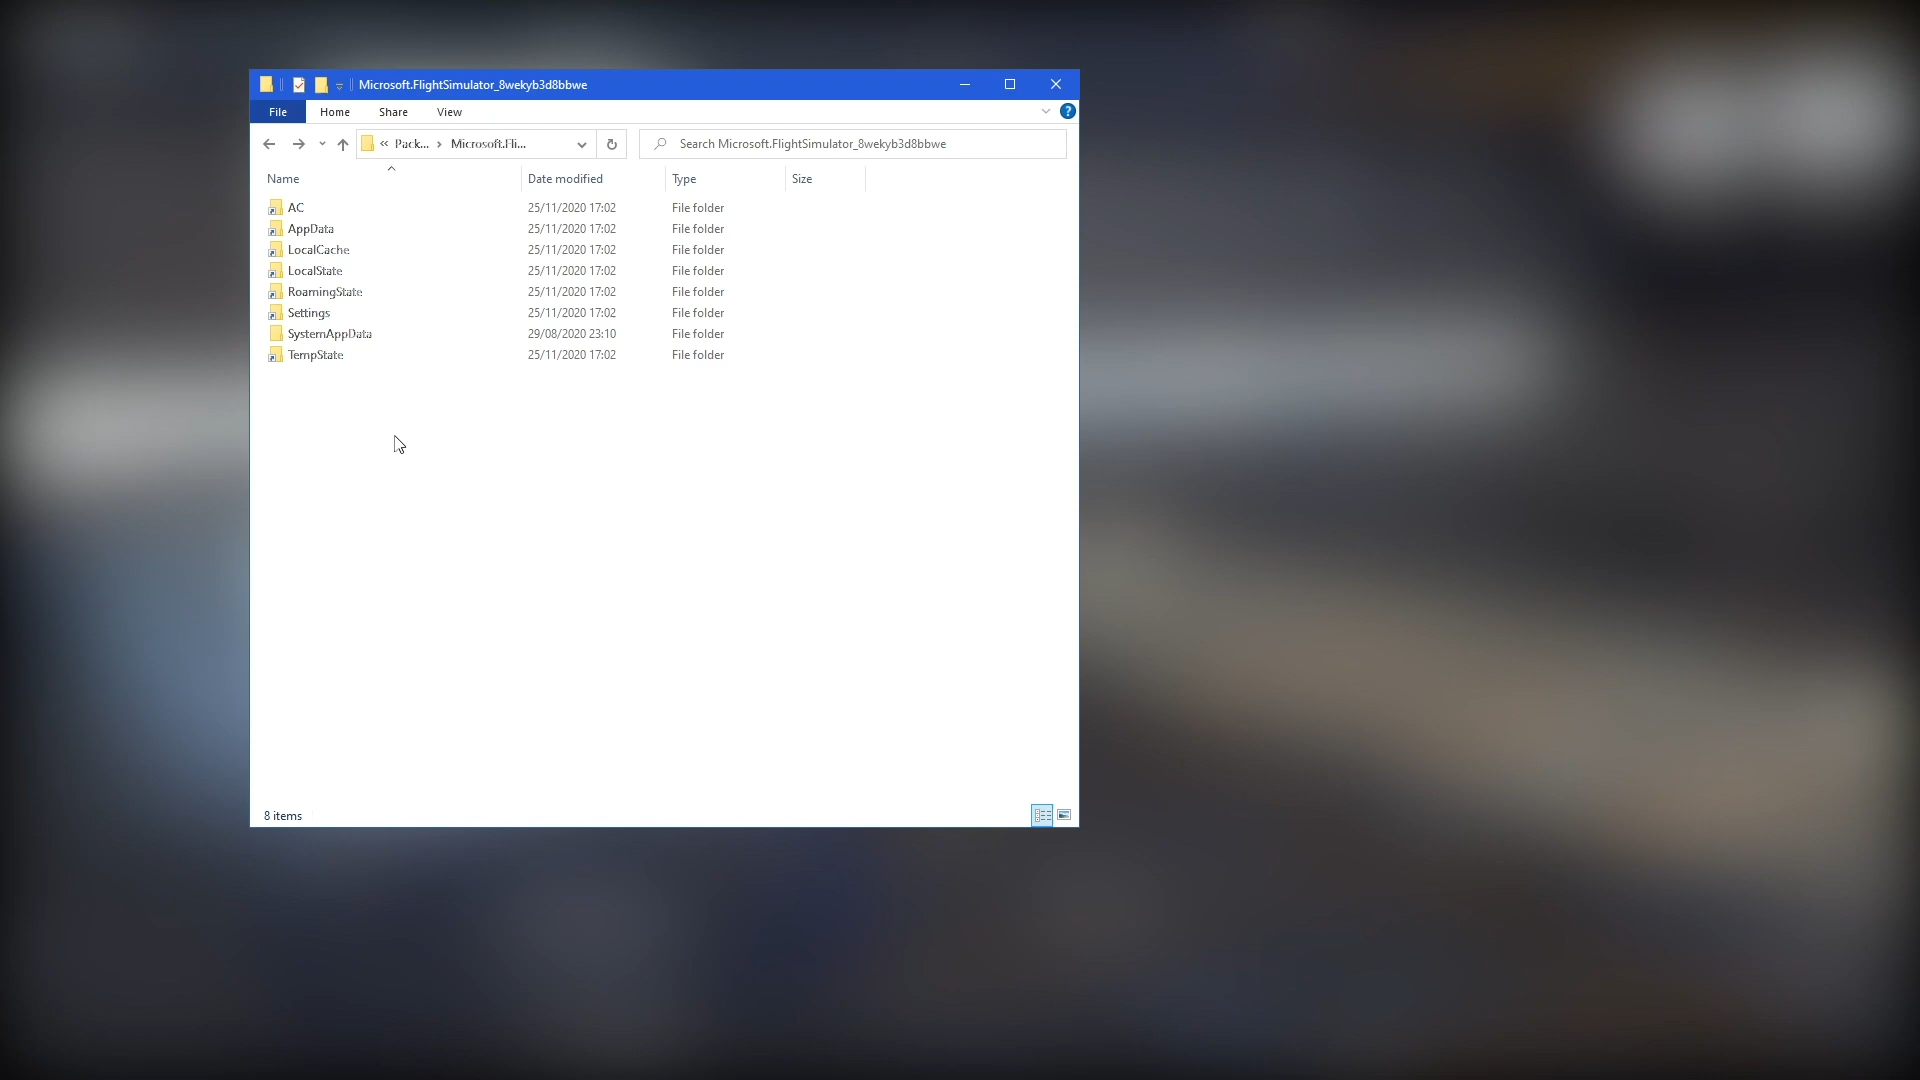 Microsoft.FlightSimulator_8wekyb3d8bbwe
File Home Share View ?
« Pack... › Microsoft.Fli... Search Microsoft.FlightSimulator_8wekyb3d8bbwe
Name Date modified Type Size
AC 25/11/2020 17:02 File folder
AppData 25/11/2020 17:02 File folder
LocalCache 25/11/2020 17:02 File folder
LocalState 25/11/2020 17:02 File folder
RoamingState 25/11/2020 17:02 File folder
Settings 25/11/2020 17:02 File folder
SystemAppData 29/08/2020 23:10 File folder
TempState 25/11/2020 17:02 File folder
8 items